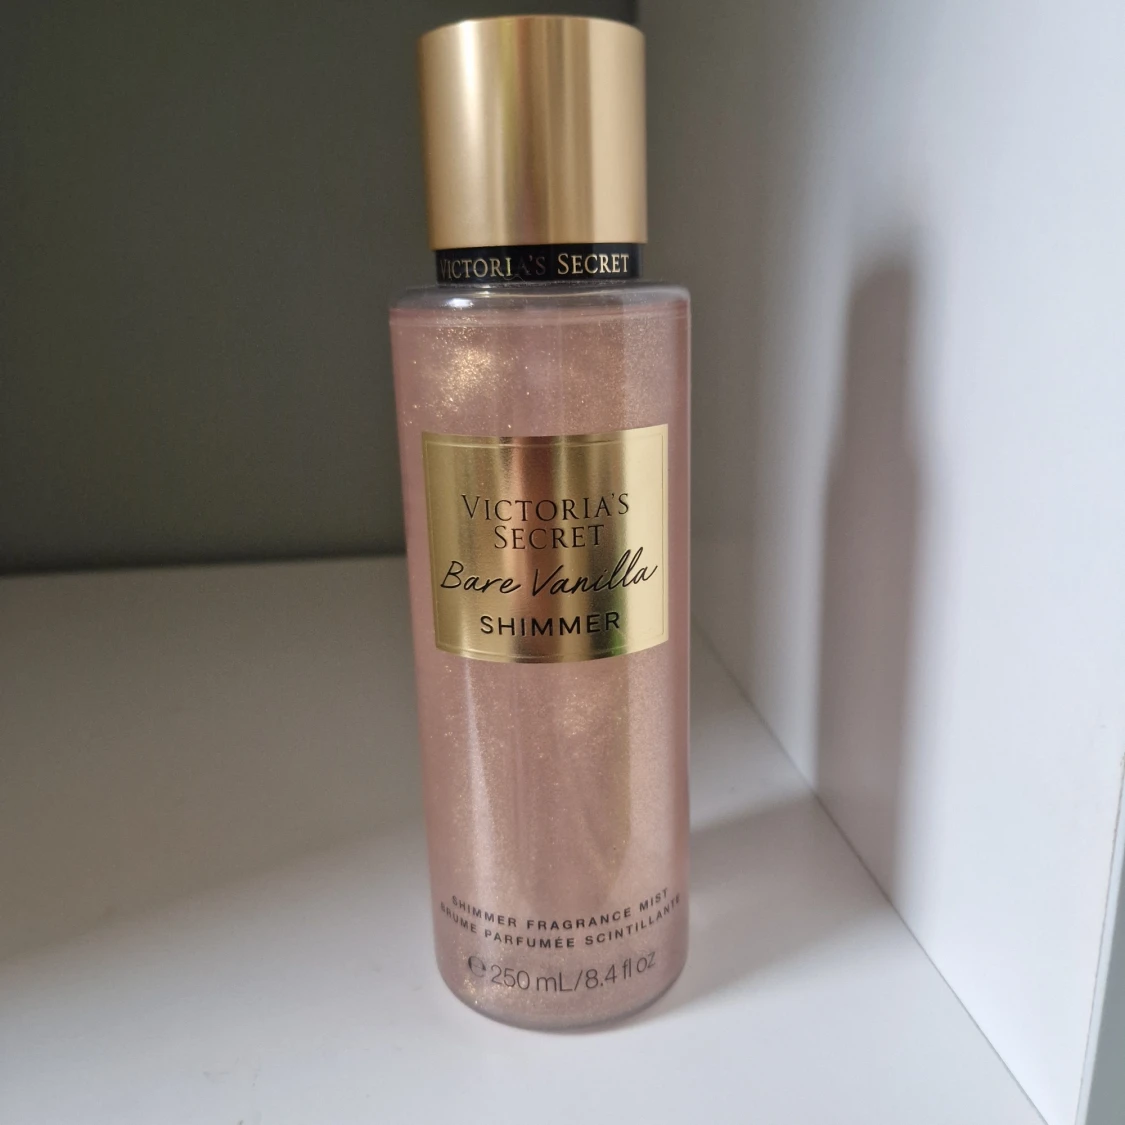 VICTORIA'S SECRET
VICTORIA'S
SECRET
Bare Vanilla
SHIMMER
SHIMMER FRAGRANCE MIST
BRUME PARFUMÉE SCINTILLANTE
℮ 250 mL/8.4 fl oz